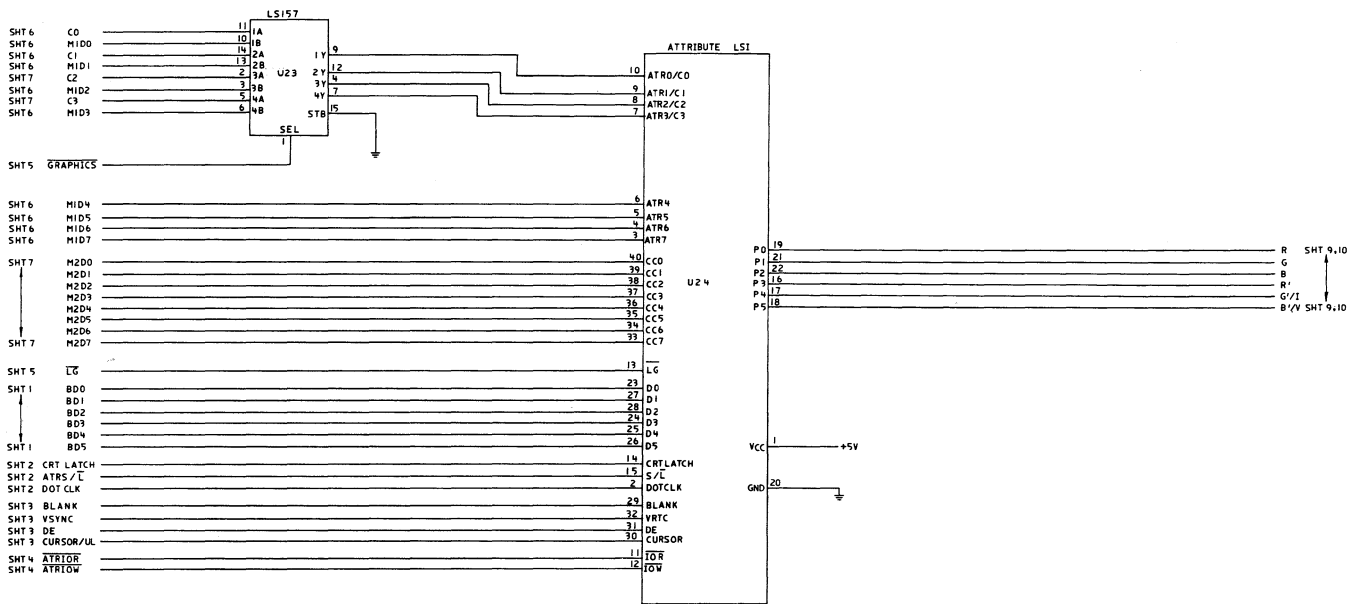 LS157
SHT 6 C0 11 1A
SHT 6 M1D0 10 1B
SHT 6 C1 14 2A
SHT 6 M1D1 13 2B
SHT 7 C2 2 3A
SHT 6 M1D2 3 3B
SHT 7 C3 5 4A
SHT 6 M1D3 6 4B
U23
1Y 9
2Y 12
3Y 4
4Y 7
STB 15
SEL
1
SHT 5 GRAPHICS
ATTRIBUTE LSI
10 ATR0/C0
9 ATR1/C1
8 ATR2/C2
7 ATR3/C3
SHT 6 M1D4 6 ATR4
SHT 6 M1D5 5 ATR5
SHT 6 M1D6 4 ATR6
SHT 6 M1D7 3 ATR7
SHT 7 M2D0 40 CC0
M2D1 39 CC1
M2D2 38 CC2
M2D3 37 CC3
M2D4 36 CC4
M2D5 35 CC5
M2D6 34 CC6
SHT 7 M2D7 33 CC7
U24
P0 19 R SHT 9,10
P1 21 G
P2 22 B
P3 16 R'
P4 17 G'/I
P5 18 B'/V SHT 9,10
SHT 5 LG 13 LG
SHT 1 BD0 23 D0
BD1 27 D1
BD2 28 D2
BD3 24 D3
BD4 25 D4
SHT 1 BD5 26 D5
VCC 1 +5V
SHT 2 CRT LATCH 14 CRTLATCH
SHT 2 ATRS/L 15 S/L
SHT 2 DOT CLK 2 DOTCLK
GND 20
SHT 3 BLANK 29 BLANK
SHT 3 VSYNC 32 VRTC
SHT 3 DE 31 DE
SHT 3 CURSOR/UL 30 CURSOR
SHT 4 ATRIOR 11 IOR
SHT 4 ATRIOW 12 IOW